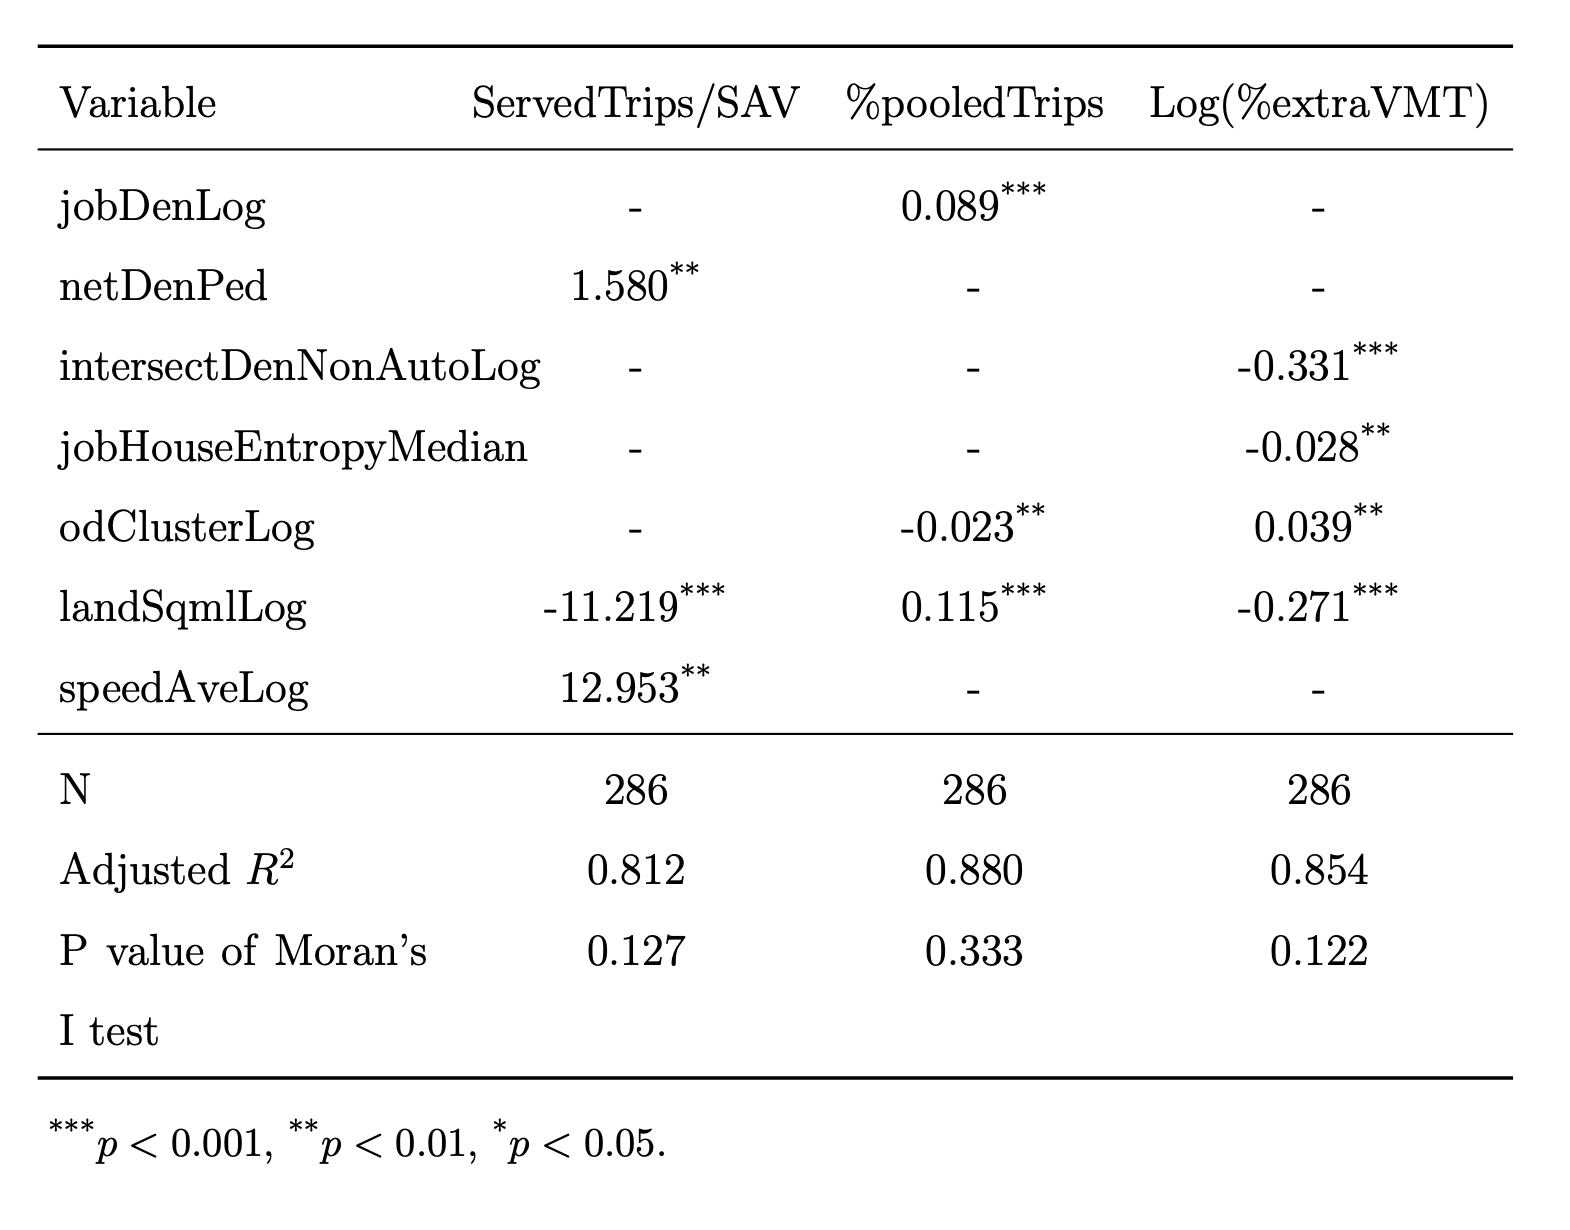 Variable ServedTrips/SAV %pooledTrips Log(%extraVMT)
jobDenLog - 0.089*** -
netDenPed 1.580** - -
intersectDenNonAutoLog - - -0.331***
jobHouseEntropyMedian - - -0.028**
odClusterLog - -0.023** 0.039**
landSqmlLog -11.219*** 0.115*** -0.271***
speedAveLog 12.953** - -
N 286 286 286
Adjusted R² 0.812 0.880 0.854
P value of Moran's 0.127 0.333 0.122
I test
***p < 0.001, **p < 0.01, *p < 0.05.